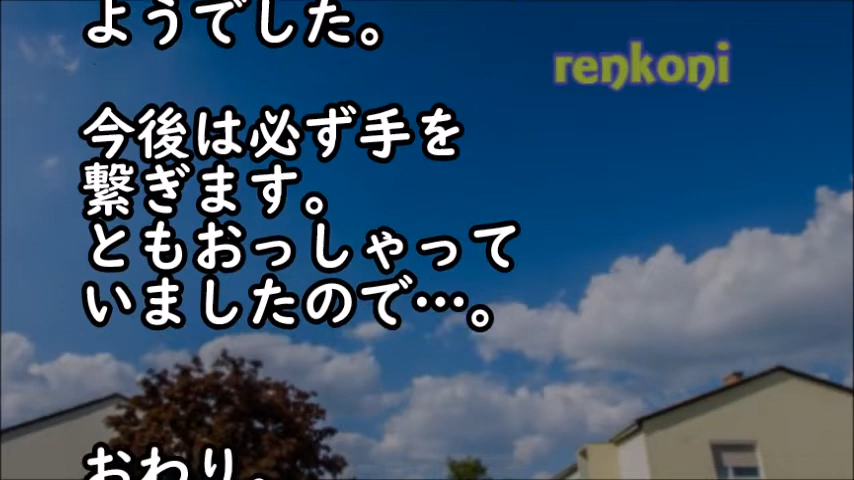 ようでした。
renkoni
今後は必ず手を
繋ぎます。
ともおっしゃって
いましたので…。
おわり。